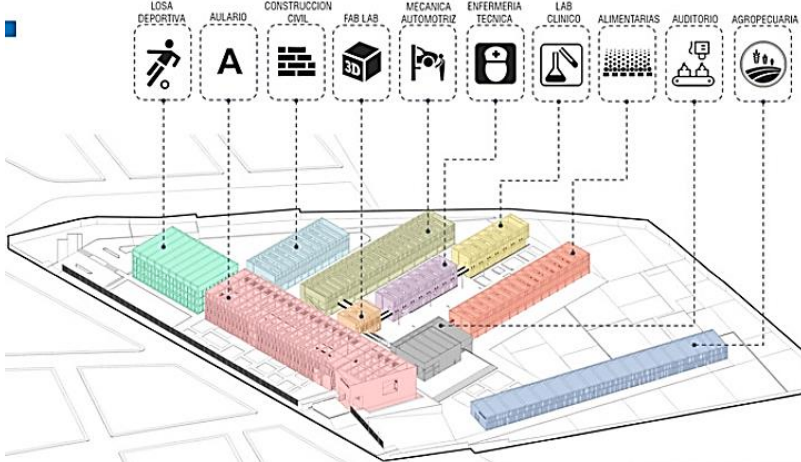 LOSA
DEPORTIVA
AULARIO
CONSTRUCCION
CIVIL
FAB LAB
MECANICA
AUTOMOTRIZ
ENFERMERIA
TECNICA
LAB
CLINICO
ALIMENTARIAS
AUDITORIO
AGROPECUARIA
A
3D